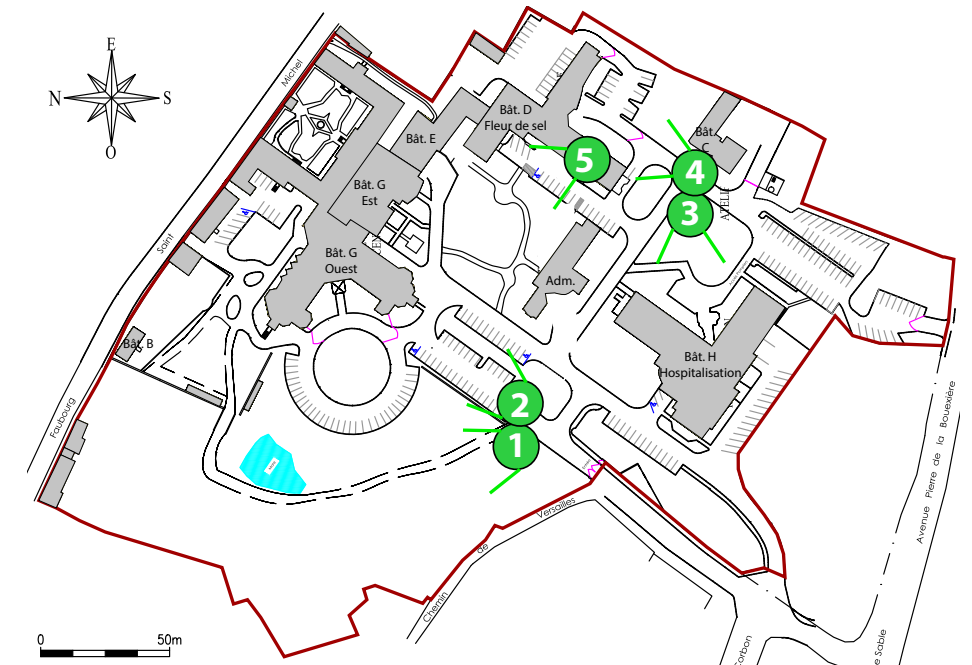 E
N
S
O
Michel
Saint
Faubourg
Bât. D
Fleur de sel
Bât. E
Bât.
C
Bât. G
Est
Bât. G
Ouest
Adm.
Bât. B
Bât. H
Hospitalisation
5
4
3
2
1
Chemin
de
Versailles
Avenue Pierre de la Bouexière
0
50m